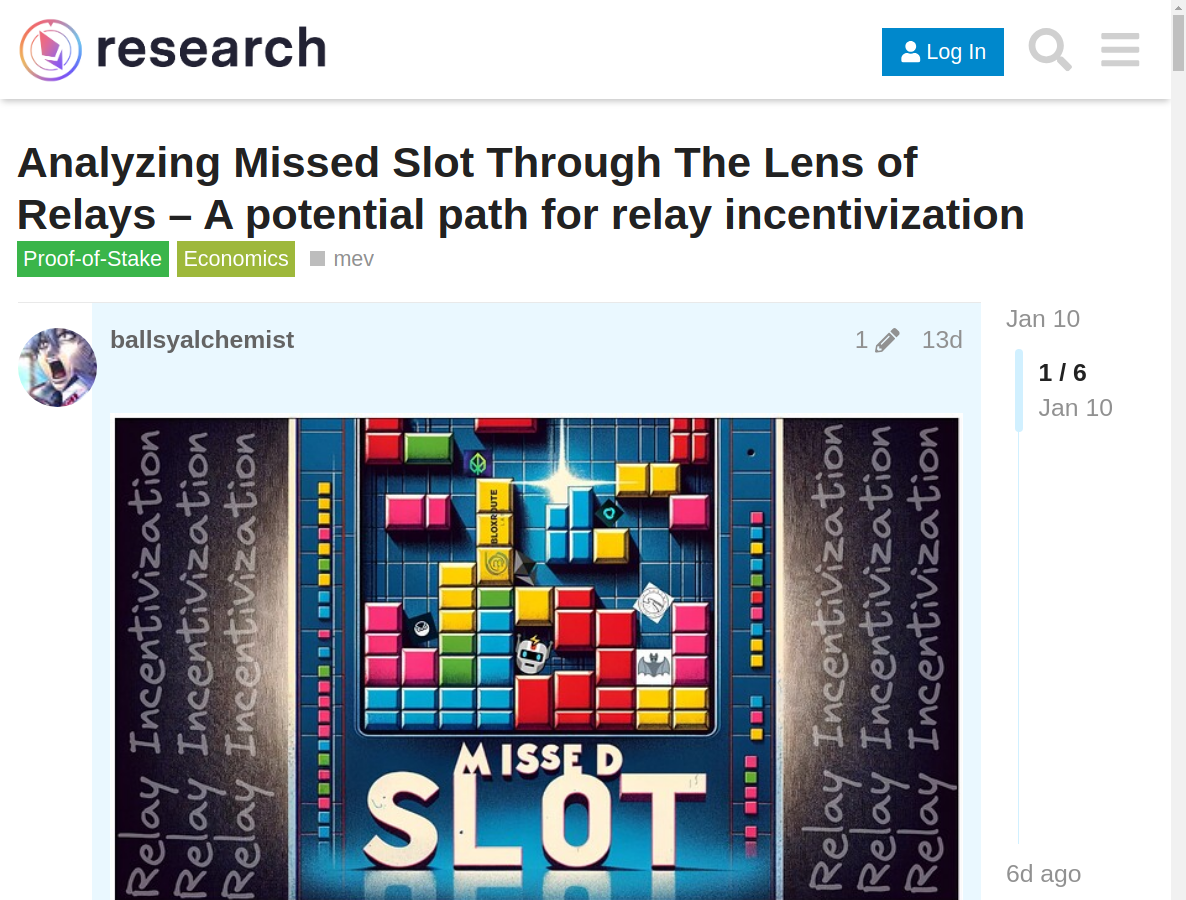 research
Log In
Analyzing Missed Slot Through The Lens of
Relays – A potential path for relay incentivization
Proof-of-Stake
Economics
mev
ballsyalchemist
1
13d
Jan 10
1 / 6
Jan 10
6d ago
Relay Incentivization
Relay Incentivization
Relay Incentivization
BLOXROUTE
MISSED
SLOT
Relay Incentivization
Relay Incentivization
Relay Incentivization